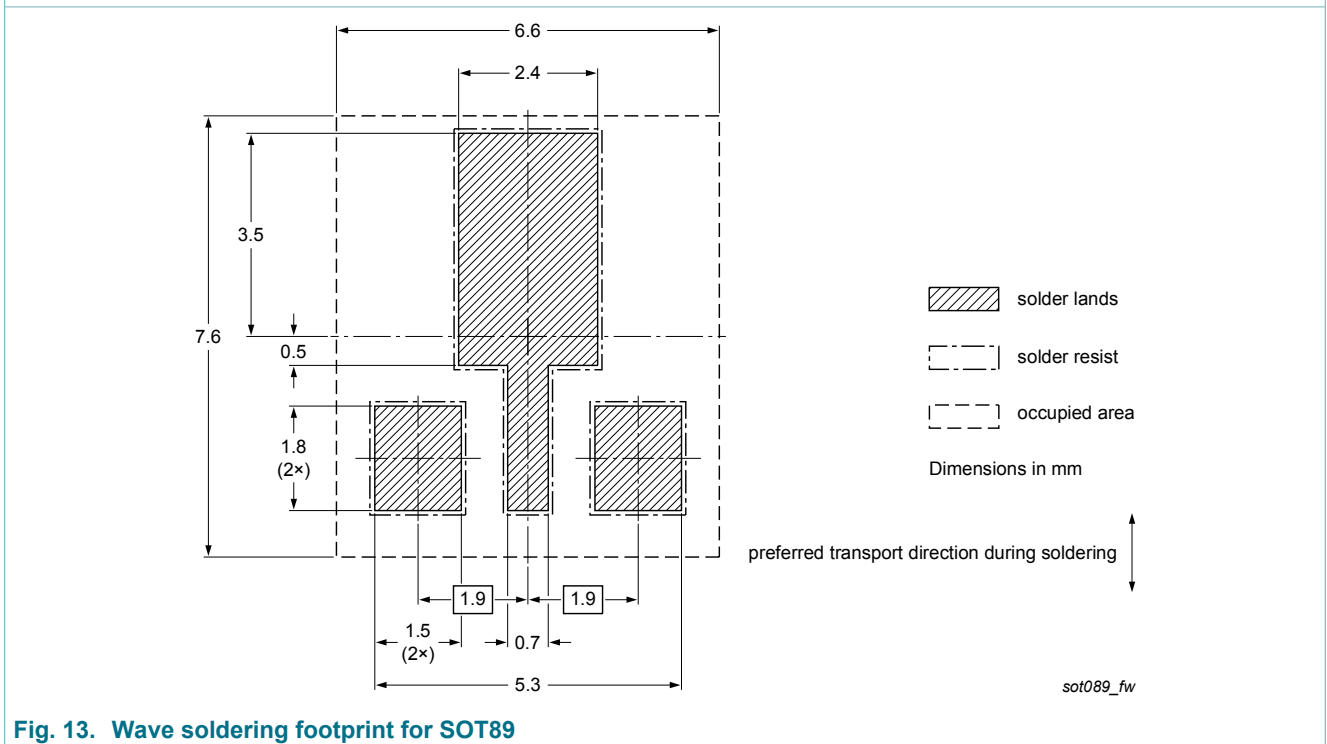 6.6
2.4
3.5
7.6
0.5
1.8
(2×)
solder lands
solder resist
occupied area
Dimensions in mm
preferred transport direction during soldering
1.9
1.9
1.5
(2×)
0.7
5.3
sot089_fw
Fig. 13. Wave soldering footprint for SOT89